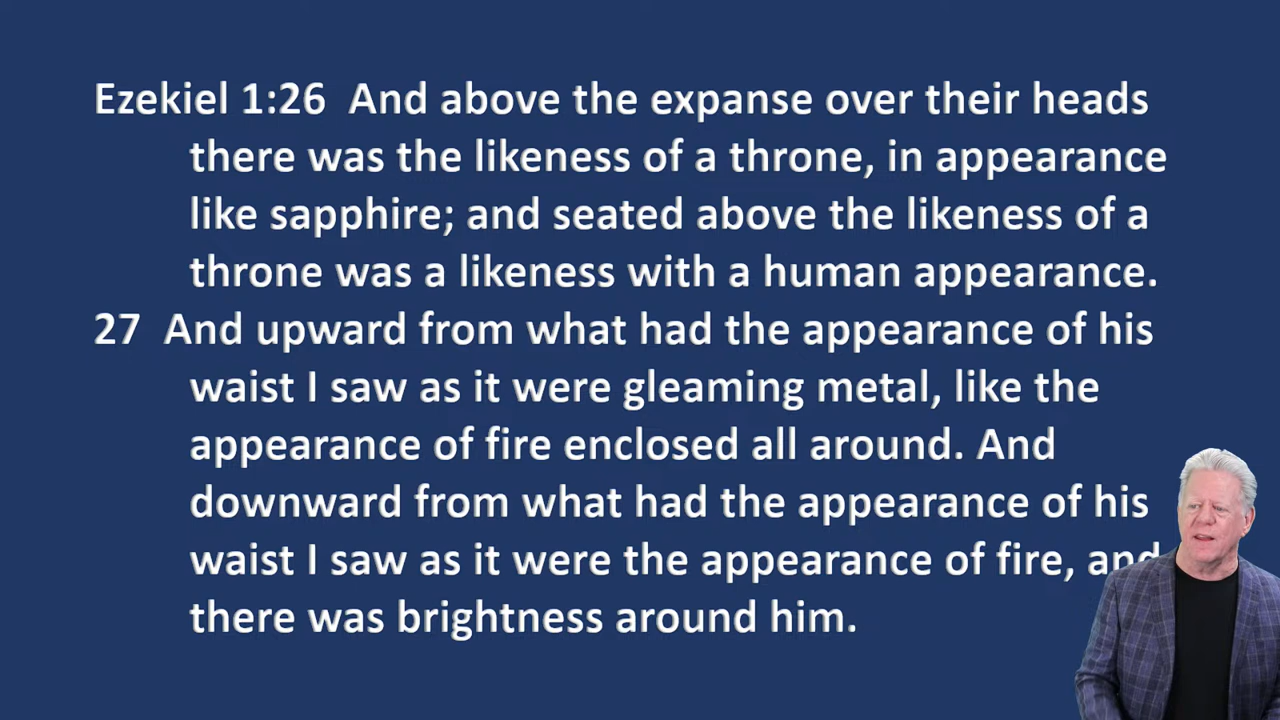 Ezekiel 1:26 And above the expanse over their heads
there was the likeness of a throne, in appearance
like sapphire; and seated above the likeness of a
throne was a likeness with a human appearance.
27 And upward from what had the appearance of his
waist I saw as it were gleaming metal, like the
appearance of fire enclosed all around. And
downward from what had the appearance of his
waist I saw as it were the appearance of fire, and
there was brightness around him.